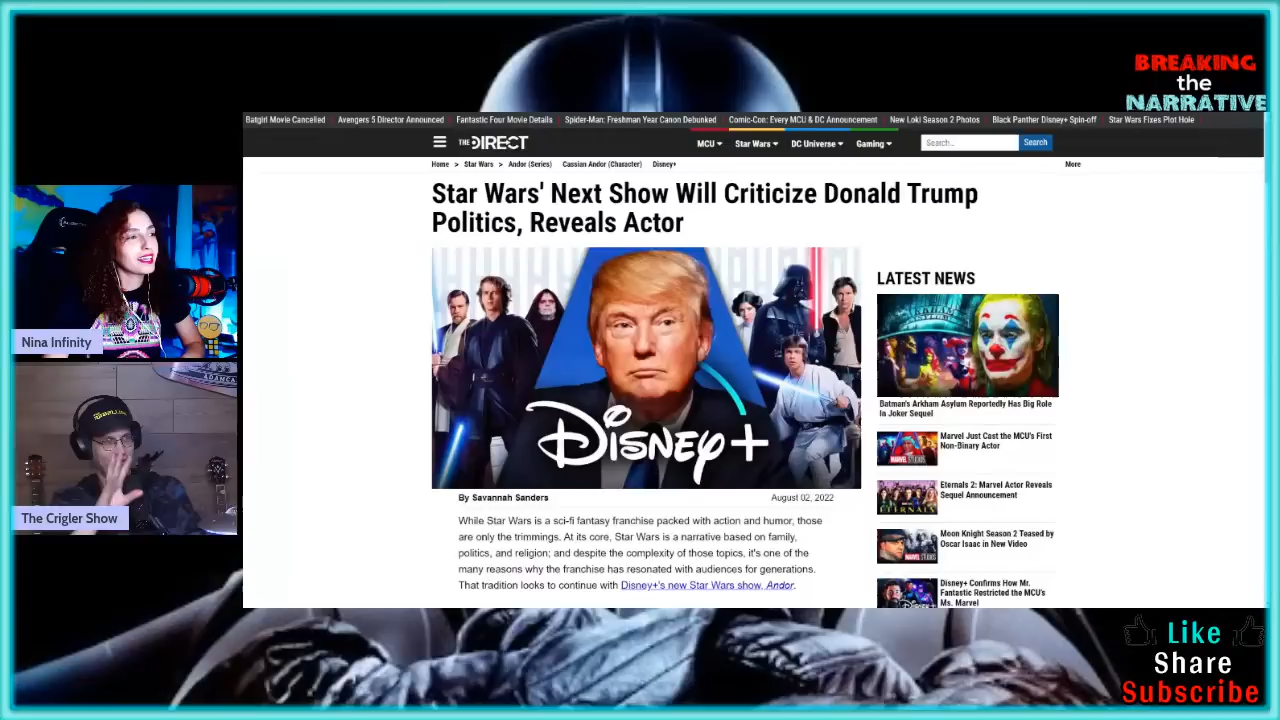 BREAKING
the
NARRATIVE
Batgirl Movie Cancelled Avengers 5 Director Announced Fantastic Four Movie Details Spider-Man: Freshman Year Canon Debunked Comic-Con: Every MCU & DC Announcement New Loki Season 2 Photos Black Panther Disney+ Spin-off Star Wars Fixes Plot Hole
THE DIRECT MCU Star Wars DC Universe Gaming Search... Search
Home > Star Wars > Andor (Series) Cassian Andor (Character) Disney+ More
Star Wars' Next Show Will Criticize Donald Trump
Politics, Reveals Actor
Disney+
By Savannah Sanders August 02, 2022
While Star Wars is a sci-fi fantasy franchise packed with action and humor, those
are only the trimmings. At its core, Star Wars is a narrative based on family,
politics, and religion; and despite the complexity of those topics, it's one of the
many reasons why the franchise has resonated with audiences for generations.
That tradition looks to continue with Disney+'s new Star Wars show, Andor.
LATEST NEWS
ARKHAM
ASYLUM
Batman's Arkham Asylum Reportedly Has Big Role
In Joker Sequel
MARVEL STUDIOS
Marvel Just Cast the MCU's First
Non-Binary Actor
ETERNALS
Eternals 2: Marvel Actor Reveals
Sequel Announcement
MARVEL STUDIOS
Moon Knight Season 2 Teased by
Oscar Isaac in New Video
Disney+ Confirms How Mr.
Fantastic Restricted the MCU's
Ms. Marvel
Nina Infinity
The Crigler Show
Like
Share
Subscribe